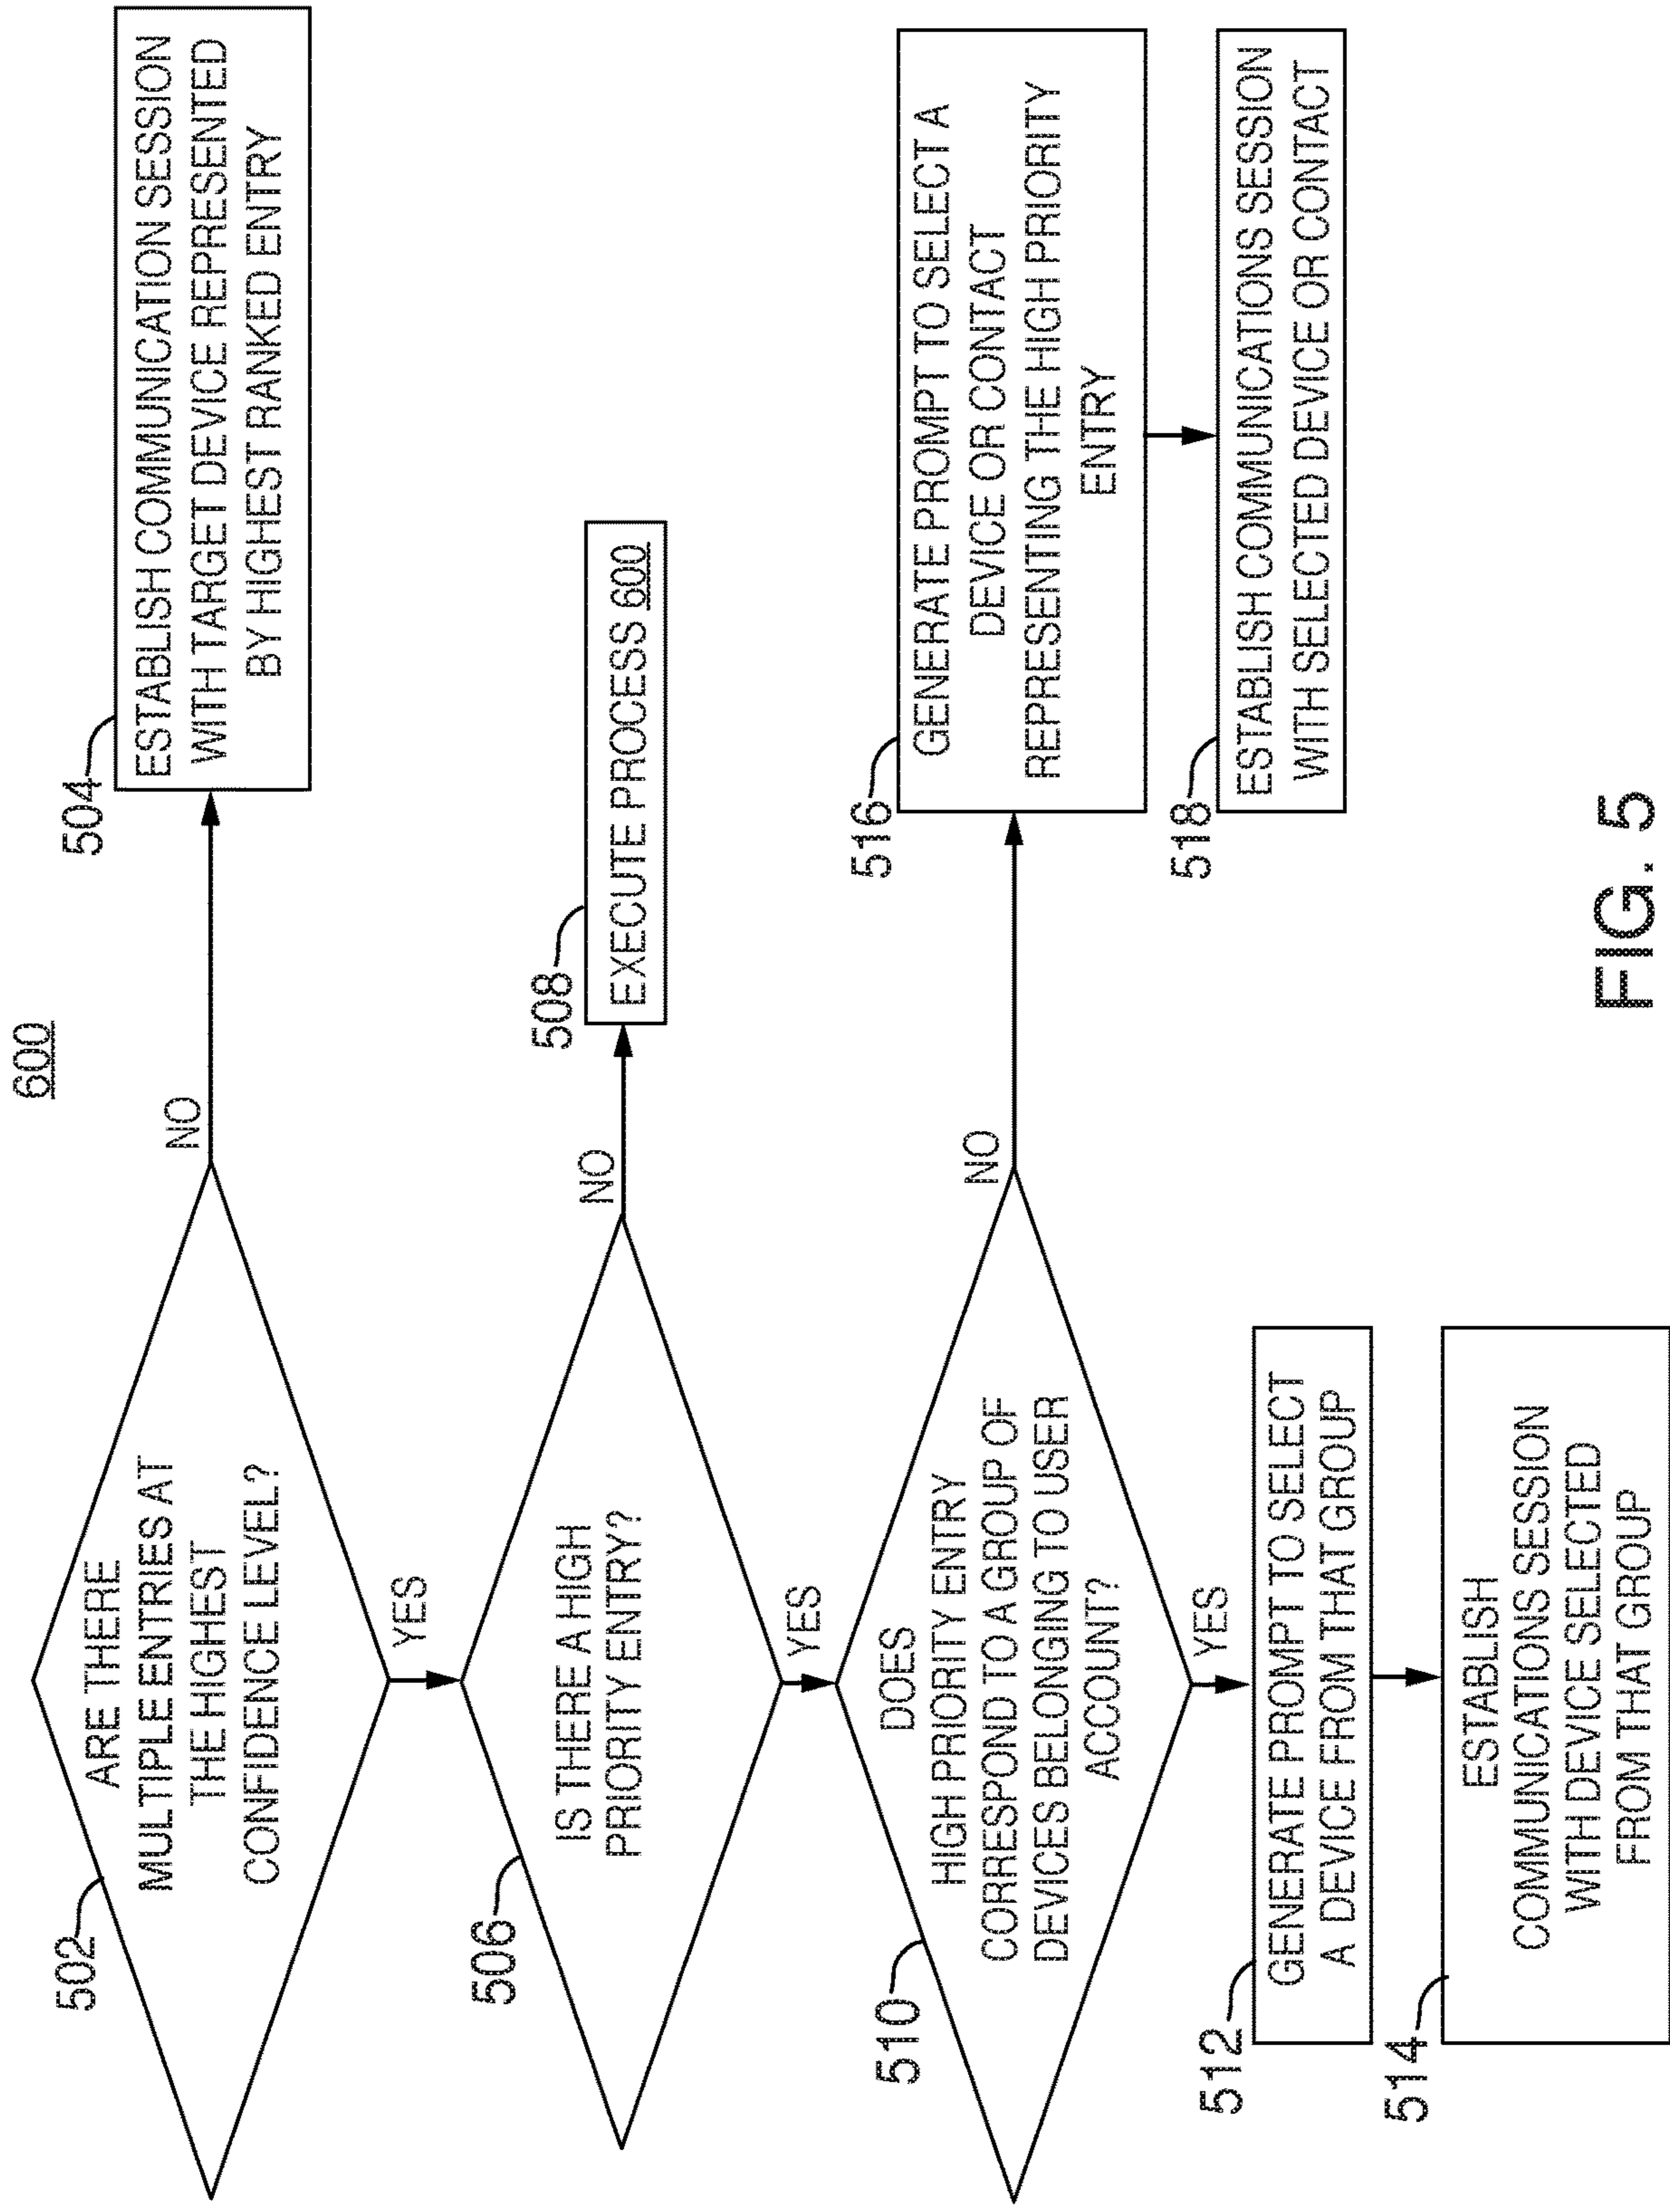 600
502
ARE THERE
MULTIPLE ENTRIES AT
THE HIGHEST
CONFIDENCE LEVEL?
NO
504
ESTABLISH COMMUNICATION SESSION
WITH TARGET DEVICE REPRESENTED
BY HIGHEST RANKED ENTRY
YES
506
IS THERE A HIGH
PRIORITY ENTRY?
NO
508
EXECUTE PROCESS 600
YES
510
DOES
HIGH PRIORITY ENTRY
CORRESPOND TO A GROUP OF
DEVICES BELONGING TO USER
ACCOUNT?
NO
516
GENERATE PROMPT TO SELECT A
DEVICE OR CONTACT
REPRESENTING THE HIGH PRIORITY
ENTRY
518
ESTABLISH COMMUNICATIONS SESSION
WITH SELECTED DEVICE OR CONTACT
YES
512
GENERATE PROMPT TO SELECT
A DEVICE FROM THAT GROUP
514
ESTABLISH
COMMUNICATIONS SESSION
WITH DEVICE SELECTED
FROM THAT GROUP
FIG. 5